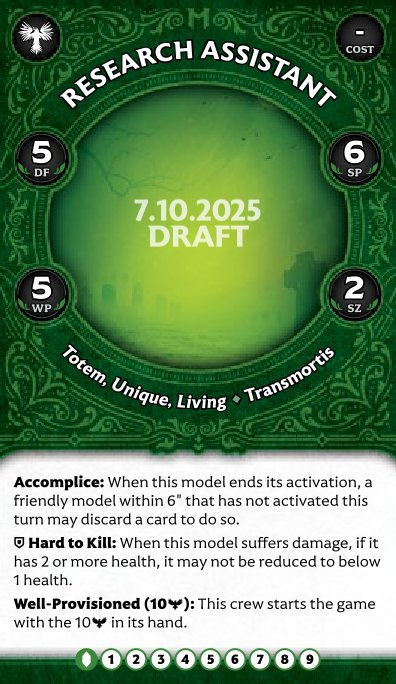 -
COST
RESEARCH ASSISTANT
5
DF
6
SP
7.10.2025
DRAFT
5
WP
2
SZ
Totem, Unique, Living ◆ Transmortis
Accomplice: When this model ends its activation, a
friendly model within 6" that has not activated this
turn may discard a card to do so.
Hard to Kill: When this model suffers damage, if it
has 2 or more health, it may not be reduced to below
1 health.
Well-Provisioned (10): This crew starts the game
with the 10 in its hand.
1 2 3 4 5 6 7 8 9